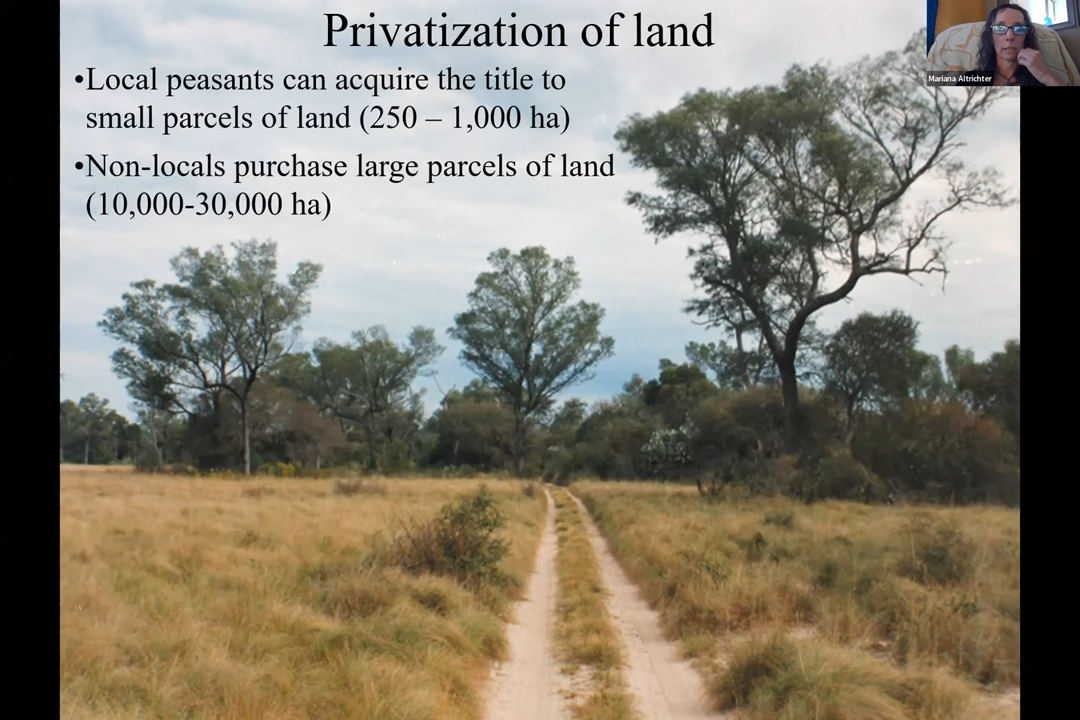 Privatization of land
•Local peasants can acquire the title to
small parcels of land (250 – 1,000 ha)
•Non-locals purchase large parcels of land
(10,000-30,000 ha)
Mariana Altrichter